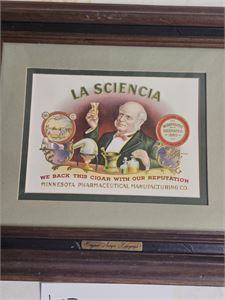 LA SCIENCIA
WE BACK THIS CIGAR WITH OUR REPUTATION
MINNESOTA PHARMACEUTICAL MANUFACTURING CO.